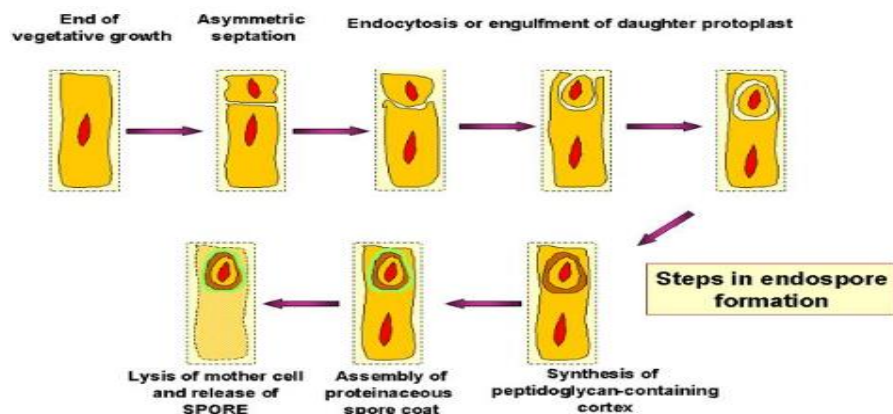 End of
vegetative growth
Asymmetric
septation
Endocytosis or engulfment of daughter protoplast
Steps in endospore
formation
Lysis of mother cell
and release of
SPORE
Assembly of
proteinaceous
spore coat
Synthesis of
peptidoglycan-containing
cortex